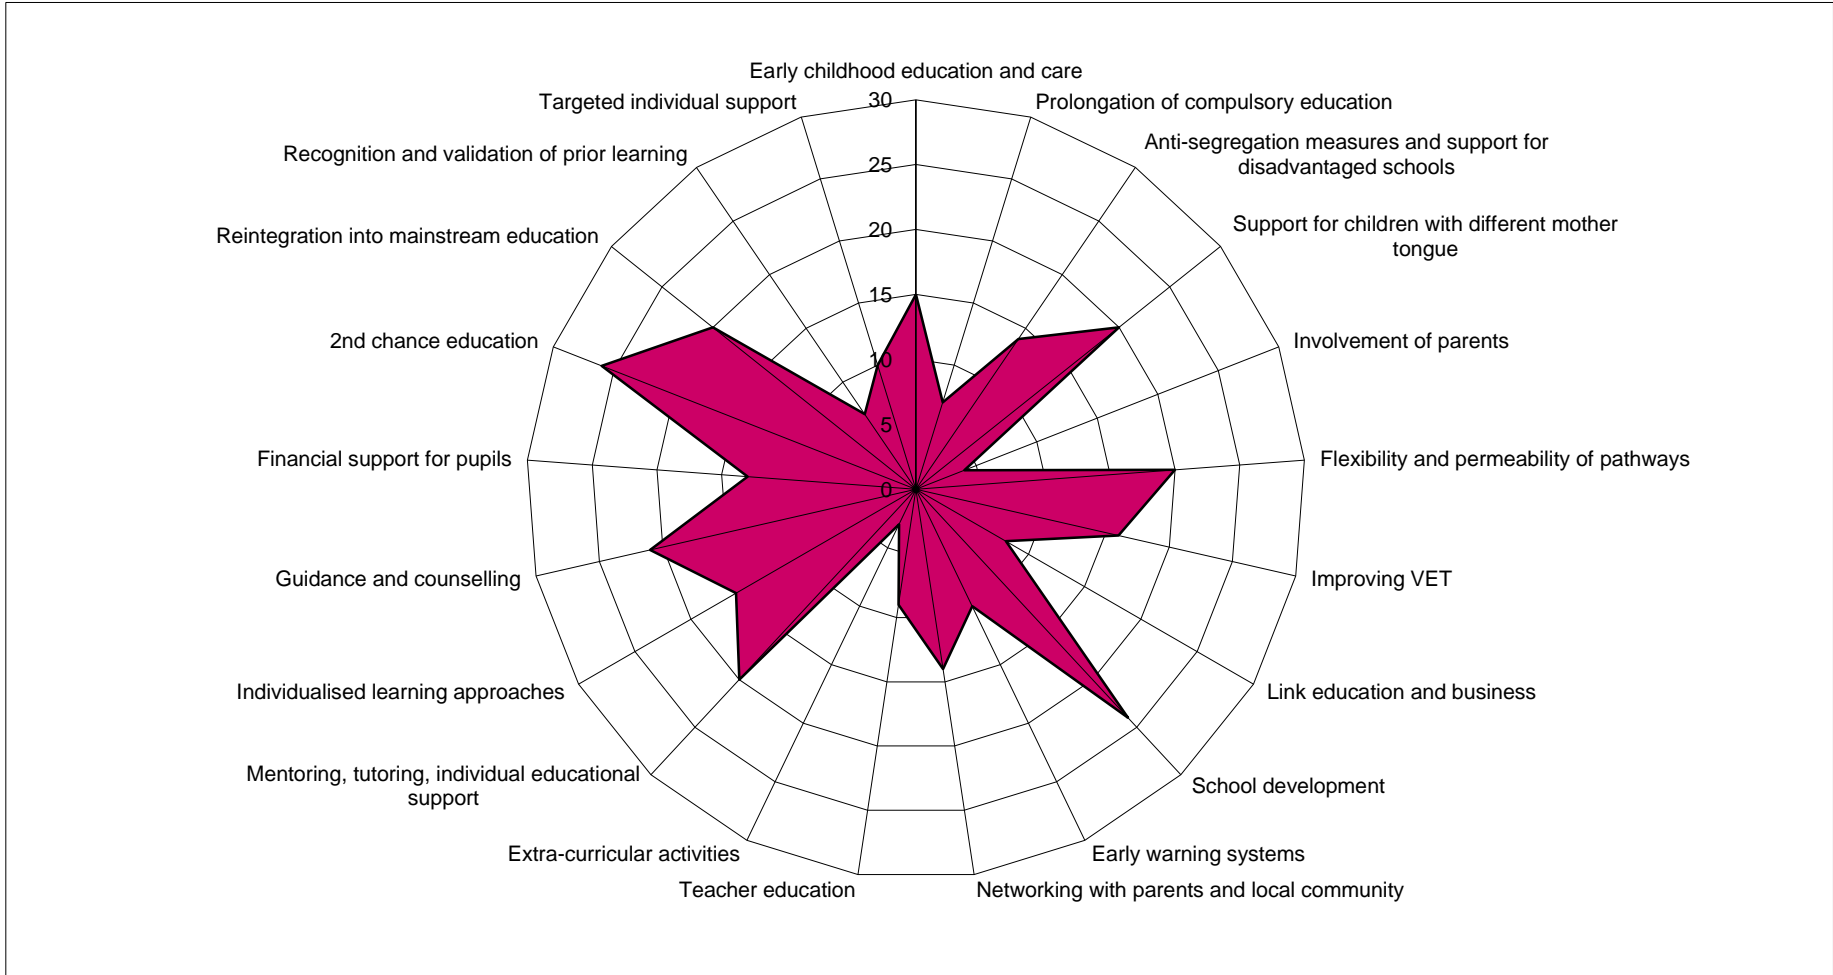 Early childhood education and care
Prolongation of compulsory education
Anti-segregation measures and support for
disadvantaged schools
Support for children with different mother
tongue
Involvement of parents
Flexibility and permeability of pathways
Improving VET
Link education and business
School development
Early warning systems
Networking with parents and local community
Teacher education
Extra-curricular activities
Mentoring, tutoring, individual educational
support
Individualised learning approaches
Guidance and counselling
Financial support for pupils
2nd chance education
Reintegration into mainstream education
Recognition and validation of prior learning
Targeted individual support
30
25
20
15
10
5
0